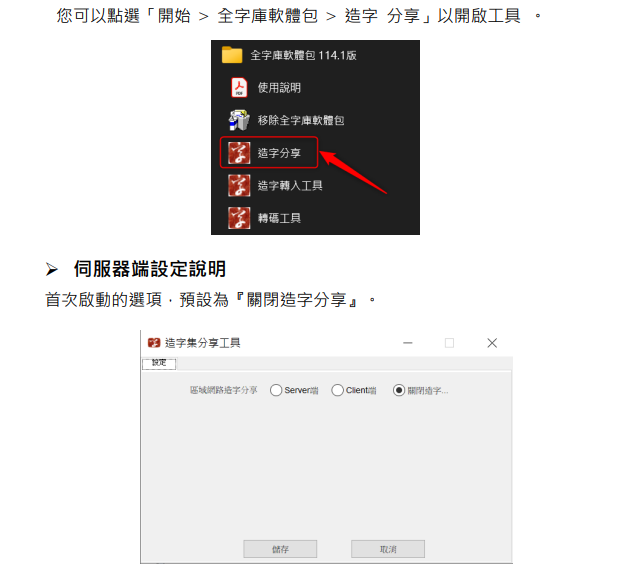 您可以點選「開始 > 全字庫軟體包 > 造字 分享」以開啟工具 。
全字庫軟體包 114.1版
使用說明
移除全字庫軟體包
造字分享
造字轉入工具
轉碼工具
➢ 伺服器端設定說明
首次啟動的選項，預設為『關閉造字分享』。
造字集分享工具
設定
區域網路造字分享 Server端 Client端 關閉造字...
儲存 取消